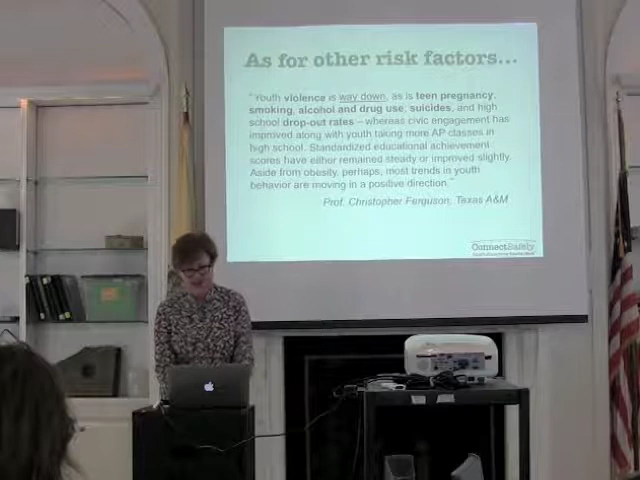 As for other risk factors...
"Youth violence is way down, as is teen pregnancy,
smoking, alcohol and drug use, suicides, and high
school drop-out rates – whereas civic engagement has
improved along with youth taking more AP classes in
high school. Standardized educational achievement
scores have either remained steady or improved slightly.
Aside from obesity, perhaps, most trends in youth
behavior are moving in a positive direction."
Prof. Christopher Ferguson, Texas A&M
ConnectSafely